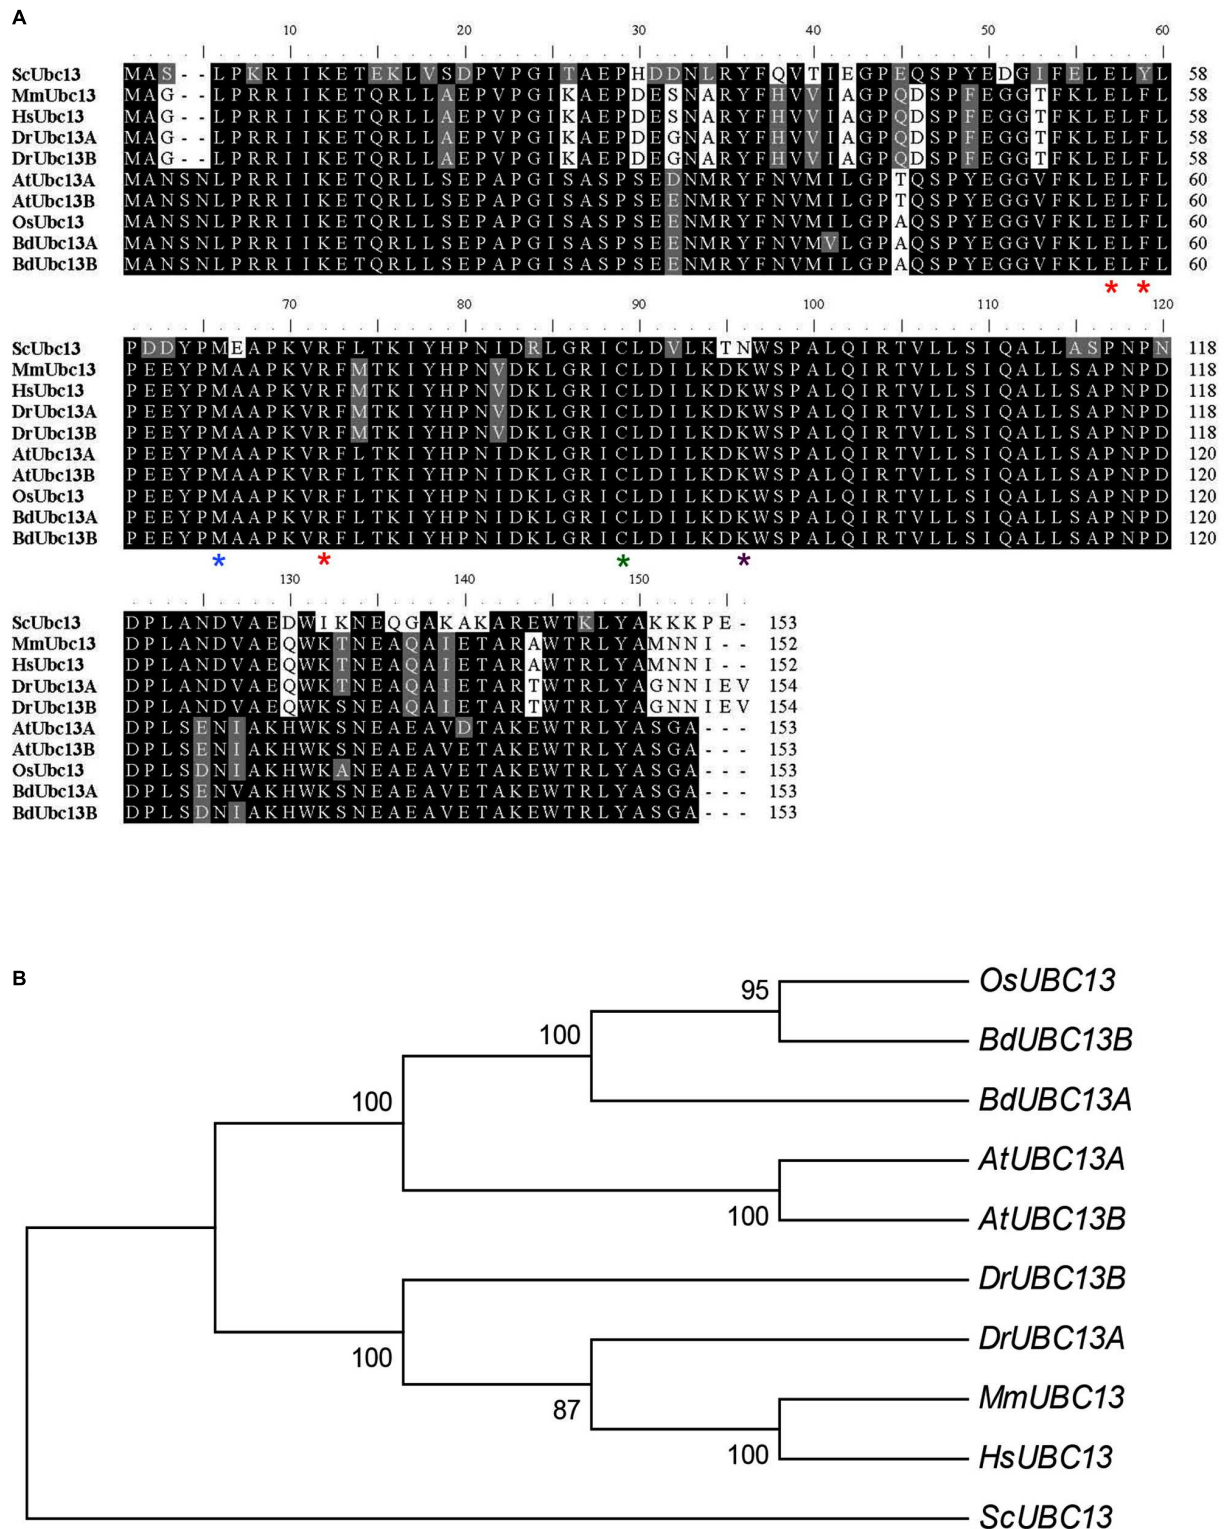 A
10 20 30 40 50 60
ScUbc13 MAS--LPKRIIKETEKLVSDPVPGITAEPHDDNLRYFQVTIEGPEQSPYEDGIFELELYL 58
MmUbc13 MAG--LPRRIIKETQRLLAEPVPGIKAEPDESNARYFHVVIAGPQDSPFEGGTFKLELFL 58
HsUbc13 MAG--LPRRIIKETQRLLAEPVPGIKAEPDESNARYFHVVIAGPQDSPFEGGTFKLELFL 58
DrUbc13A MAG--LPRRIIKETQRLLAEPVPGIKAEPDEGNARYFHVVIAGPQDSPFEGGTFKLELFL 58
DrUbc13B MAG--LPRRIIKETQRLLAEPVPGIKAEPDEGNARYFHVVIAGPQDSPFEGGTFKLELFL 58
AtUbc13A MANSNLPRRIIKETQRLLSEPAPGISASPSEDNMRYFNVMILGPTQSPYEGGVFKLELFL 60
AtUbc13B MANSNLPRRIIKETQRLLSEPAPGISASPSEENMRYFNVMILGPTQSPYEGGVFKLELFL 60
OsUbc13 MANSNLPRRIIKETQRLLSEPAPGISASPSEENMRYFNVMILGPAQSPYEGGVFKLELFL 60
BdUbc13A MANSNLPRRIIKETQRLLSEPAPGISASPSEENMRYFNVMVLGPAQSPYEGGVFKLELFL 60
BdUbc13B MANSNLPRRIIKETQRLLSEPAPGISASPSEENMRYFNVMILGPAQSPYEGGVFKLELFL 60
* *
70 80 90 100 110 120
ScUbc13 PDDYPMEAPKVRFLTKIYHPNIDRLGRICLDVLKTNWSPALQIRTVLLSIQALLASPNPN 118
MmUbc13 PEEYPMAAPKVRFMTKIYHPNVDKLGRICLDILKDKWSPALQIRTVLLSIQALLSAPNPD 118
HsUbc13 PEEYPMAAPKVRFMTKIYHPNVDKLGRICLDILKDKWSPALQIRTVLLSIQALLSAPNPD 118
DrUbc13A PEEYPMAAPKVRFMTKIYHPNVDKLGRICLDILKDKWSPALQIRTVLLSIQALLSAPNPD 118
DrUbc13B PEEYPMAAPKVRFMTKIYHPNVDKLGRICLDILKDKWSPALQIRTVLLSIQALLSAPNPD 118
AtUbc13A PEEYPMAAPKVRFLTKIYHPNIDKLGRICLDILKDKWSPALQIRTVLLSIQALLSAPNPD 120
AtUbc13B PEEYPMAAPKVRFLTKIYHPNIDKLGRICLDILKDKWSPALQIRTVLLSIQALLSAPNPD 120
OsUbc13 PEEYPMAAPKVRFLTKIYHPNIDKLGRICLDILKDKWSPALQIRTVLLSIQALLSAPNPD 120
BdUbc13A PEEYPMAAPKVRFLTKIYHPNIDKLGRICLDILKDKWSPALQIRTVLLSIQALLSAPNPD 120
BdUbc13B PEEYPMAAPKVRFLTKIYHPNIDKLGRICLDILKDKWSPALQIRTVLLSIQALLSAPNPD 120
* * * *
130 140 150
ScUbc13 DPLANDVAEDWIKNEQGAKAKAREWTKLYAKKKPE- 153
MmUbc13 DPLANDVAEQWKTNEAQAIETARAWTRLYAMNNI-- 152
HsUbc13 DPLANDVAEQWKTNEAQAIETARAWTRLYAMNNI-- 152
DrUbc13A DPLANDVAEQWKTNEAQAIETARTWTRLYAGNNIEV 154
DrUbc13B DPLANDVAEQWKSNEAQAIETARTWTRLYAGNNIEV 154
AtUbc13A DPLSENIAKHWKSNEAEAVDTAKEWTRLYASGA--- 153
AtUbc13B DPLSENIAKHWKSNEAEAVETAKEWTRLYASGA--- 153
OsUbc13 DPLSDNIAKHWKANEAEAVETAKEWTRLYASGA--- 153
BdUbc13A DPLSENVAKHWKSNEAEAVETAKEWTRLYASGA--- 153
BdUbc13B DPLSDNIAKHWKSNEAEAVETAKEWTRLYASGA--- 153
B
OsUBC13
95
BdUBC13B
100
BdUBC13A
100
AtUBC13A
100
AtUBC13B
DrUBC13B
100
DrUBC13A
87
MmUBC13
100
HsUBC13
ScUBC13